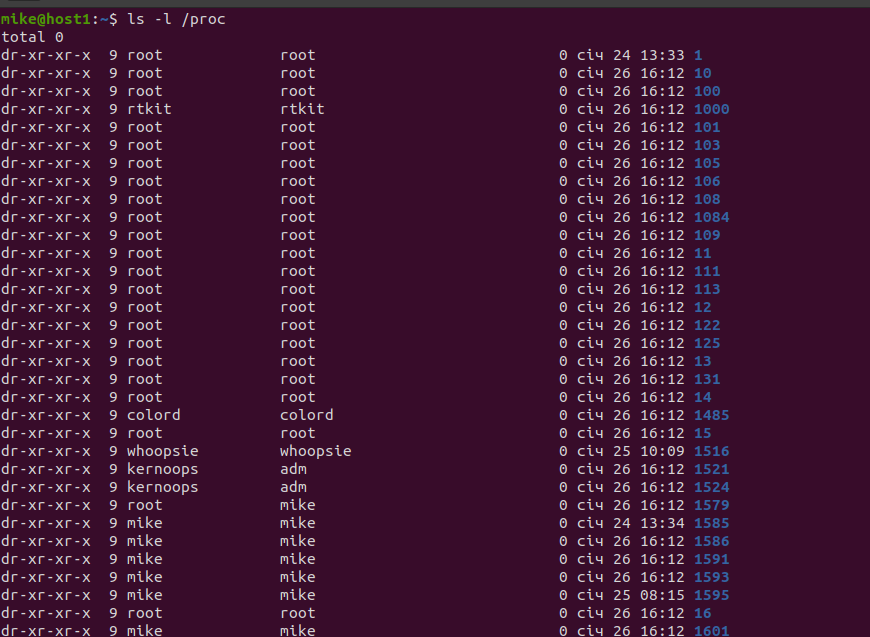 mike@host1:~$ ls -l /proc
total 0
dr-xr-xr-x  9 root             root                           0 січ 24 13:33 1
dr-xr-xr-x  9 root             root                           0 січ 26 16:12 10
dr-xr-xr-x  9 root             root                           0 січ 26 16:12 100
dr-xr-xr-x  9 rtkit            rtkit                          0 січ 26 16:12 1000
dr-xr-xr-x  9 root             root                           0 січ 26 16:12 101
dr-xr-xr-x  9 root             root                           0 січ 26 16:12 103
dr-xr-xr-x  9 root             root                           0 січ 26 16:12 105
dr-xr-xr-x  9 root             root                           0 січ 26 16:12 106
dr-xr-xr-x  9 root             root                           0 січ 26 16:12 108
dr-xr-xr-x  9 root             root                           0 січ 26 16:12 1084
dr-xr-xr-x  9 root             root                           0 січ 26 16:12 109
dr-xr-xr-x  9 root             root                           0 січ 26 16:12 11
dr-xr-xr-x  9 root             root                           0 січ 26 16:12 111
dr-xr-xr-x  9 root             root                           0 січ 26 16:12 113
dr-xr-xr-x  9 root             root                           0 січ 26 16:12 12
dr-xr-xr-x  9 root             root                           0 січ 26 16:12 122
dr-xr-xr-x  9 root             root                           0 січ 26 16:12 125
dr-xr-xr-x  9 root             root                           0 січ 26 16:12 13
dr-xr-xr-x  9 root             root                           0 січ 26 16:12 131
dr-xr-xr-x  9 root             root                           0 січ 26 16:12 14
dr-xr-xr-x  9 colord           colord                         0 січ 26 16:12 1485
dr-xr-xr-x  9 root             root                           0 січ 26 16:12 15
dr-xr-xr-x  9 whoopsie         whoopsie                       0 січ 25 10:09 1516
dr-xr-xr-x  9 kernoops         adm                            0 січ 26 16:12 1521
dr-xr-xr-x  9 kernoops         adm                            0 січ 26 16:12 1524
dr-xr-xr-x  9 root             mike                           0 січ 26 16:12 1579
dr-xr-xr-x  9 mike             mike                           0 січ 24 13:34 1585
dr-xr-xr-x  9 mike             mike                           0 січ 26 16:12 1586
dr-xr-xr-x  9 mike             mike                           0 січ 26 16:12 1591
dr-xr-xr-x  9 mike             mike                           0 січ 26 16:12 1593
dr-xr-xr-x  9 mike             mike                           0 січ 25 08:15 1595
dr-xr-xr-x  9 root             root                           0 січ 26 16:12 16
dr-xr-xr-x  9 mike             mike                           0 січ 26 16:12 1601